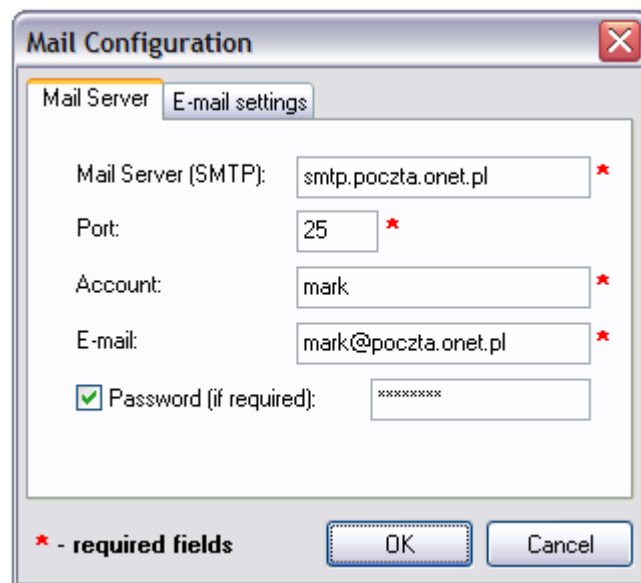 Mail Configuration
Mail Server E-mail settings
Mail Server (SMTP): smtp.poczta.onet.pl *
Port: 25 *
Account: mark *
E-mail: mark@poczta.onet.pl *
Password (if required): ********
* - required fields OK Cancel